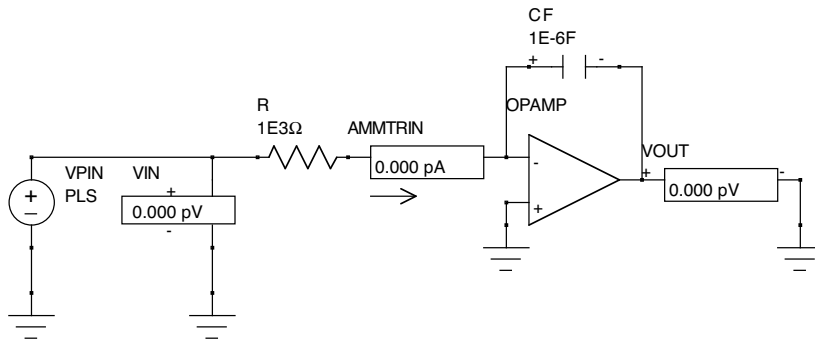 CF
1E-6F
+
-
OPAMP
R
1E3Ω
AMMTRIN
0.000 pA
VPIN
PLS
VIN
+
0.000 pV
-
+
-
-
+
VOUT
+
0.000 pV
-